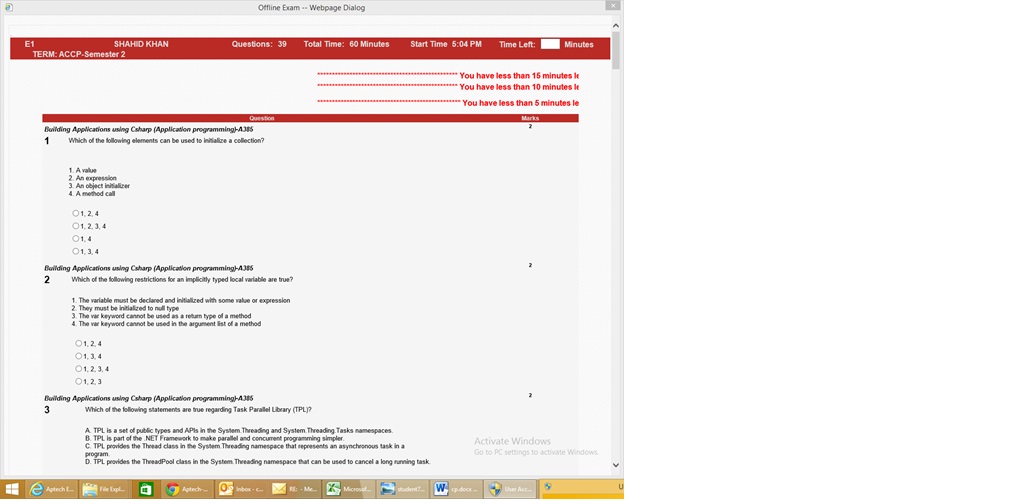 Offline Exam -- Webpage Dialog
E1 SHAHID KHAN Questions: 39 Total Time: 60 Minutes Start Time 5:04 PM Time Left: Minutes
TERM: ACCP-Semester 2
*********************************************** You have less than 15 minutes le
*********************************************** You have less than 10 minutes le
************************************************ You have less than 5 minutes le
Question Marks
Building Applications using Csharp (Application programming)-A385 2
1 Which of the following elements can be used to initialize a collection?
1. A value
2. An expression
3. An object initializer
4. A method call
1, 2, 4
1, 2, 3, 4
1, 4
1, 3, 4
Building Applications using Csharp (Application programming)-A385 2
2 Which of the following restrictions for an implicitly typed local variable are true?
1. The variable must be declared and initialized with some value or expression
2. They must be initialized to null type
3. The var keyword cannot be used as a return type of a method
4. The var keyword cannot be used in the argument list of a method
1, 2, 4
1, 3, 4
1, 2, 3, 4
1, 2, 3
Building Applications using Csharp (Application programming)-A385 2
3 Which of the following statements are true regarding Task Parallel Library (TPL)?
A. TPL is a set of public types and APIs in the System.Threading and System.Threading.Tasks namespaces.
B. TPL is part of the .NET Framework to make parallel and concurrent programming simpler.
C. TPL provides the Thread class in the System.Threading namespace that represents an asynchronous task in a
program.
D. TPL provides the ThreadPool class in the System.Threading namespace that can be used to cancel a long running task.
Activate Windows
Go to PC settings to activate Windows.
Aptech E... File Expl... Aptech-... Inbox - c... RE: - Me... Microsof... student7... cp.docx ... User Acc... U